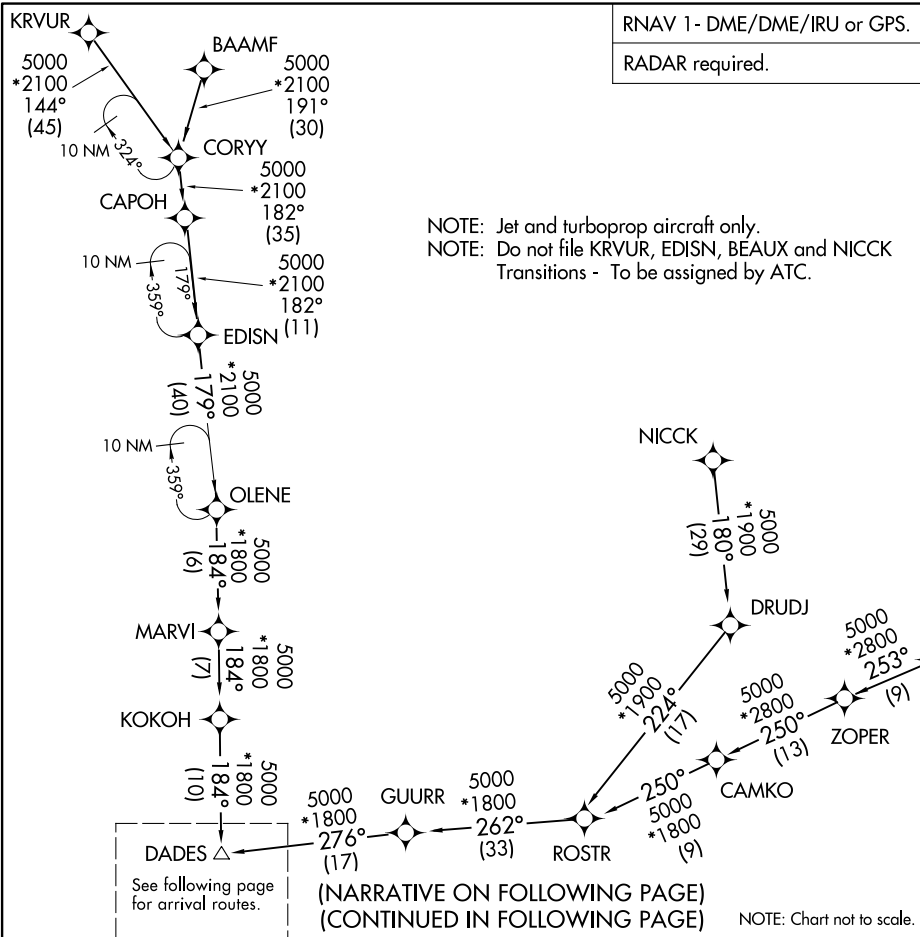 KRVUR
5000
*2100
144°
(45)
BAAMF
5000
*2100
191°
(30)
RNAV 1- DME/DME/IRU or GPS.
RADAR required.
10 NM
324°
CORYY
5000
*2100
182°
(35)
CAPOH
NOTE: Jet and turboprop aircraft only.
NOTE: Do not file KRVUR, EDISN, BEAUX and NICCK
Transitions - To be assigned by ATC.
10 NM
179°
359°
5000
*2100
182°
(11)
EDISN
5000
*2100
179°
(40)
10 NM
359°
OLENE
5000
*1800
184°
(6)
MARVI
5000
*1800
184°
(7)
KOKOH
5000
*1800
184°
(10)
NICCK
5000
*1900
180°
(29)
DRUDJ
5000
*1900
224°
(17)
5000
*2800
253°
(9)
ZOPER
5000
*2800
250°
(13)
CAMKO
250°
5000
*1800
(9)
ROSTR
5000
*1800
262°
(33)
GUURR
5000
*1800
276°
(17)
DADES
See following page
for arrival routes.
(NARRATIVE ON FOLLOWING PAGE)
(CONTINUED IN FOLLOWING PAGE)
NOTE: Chart not to scale.